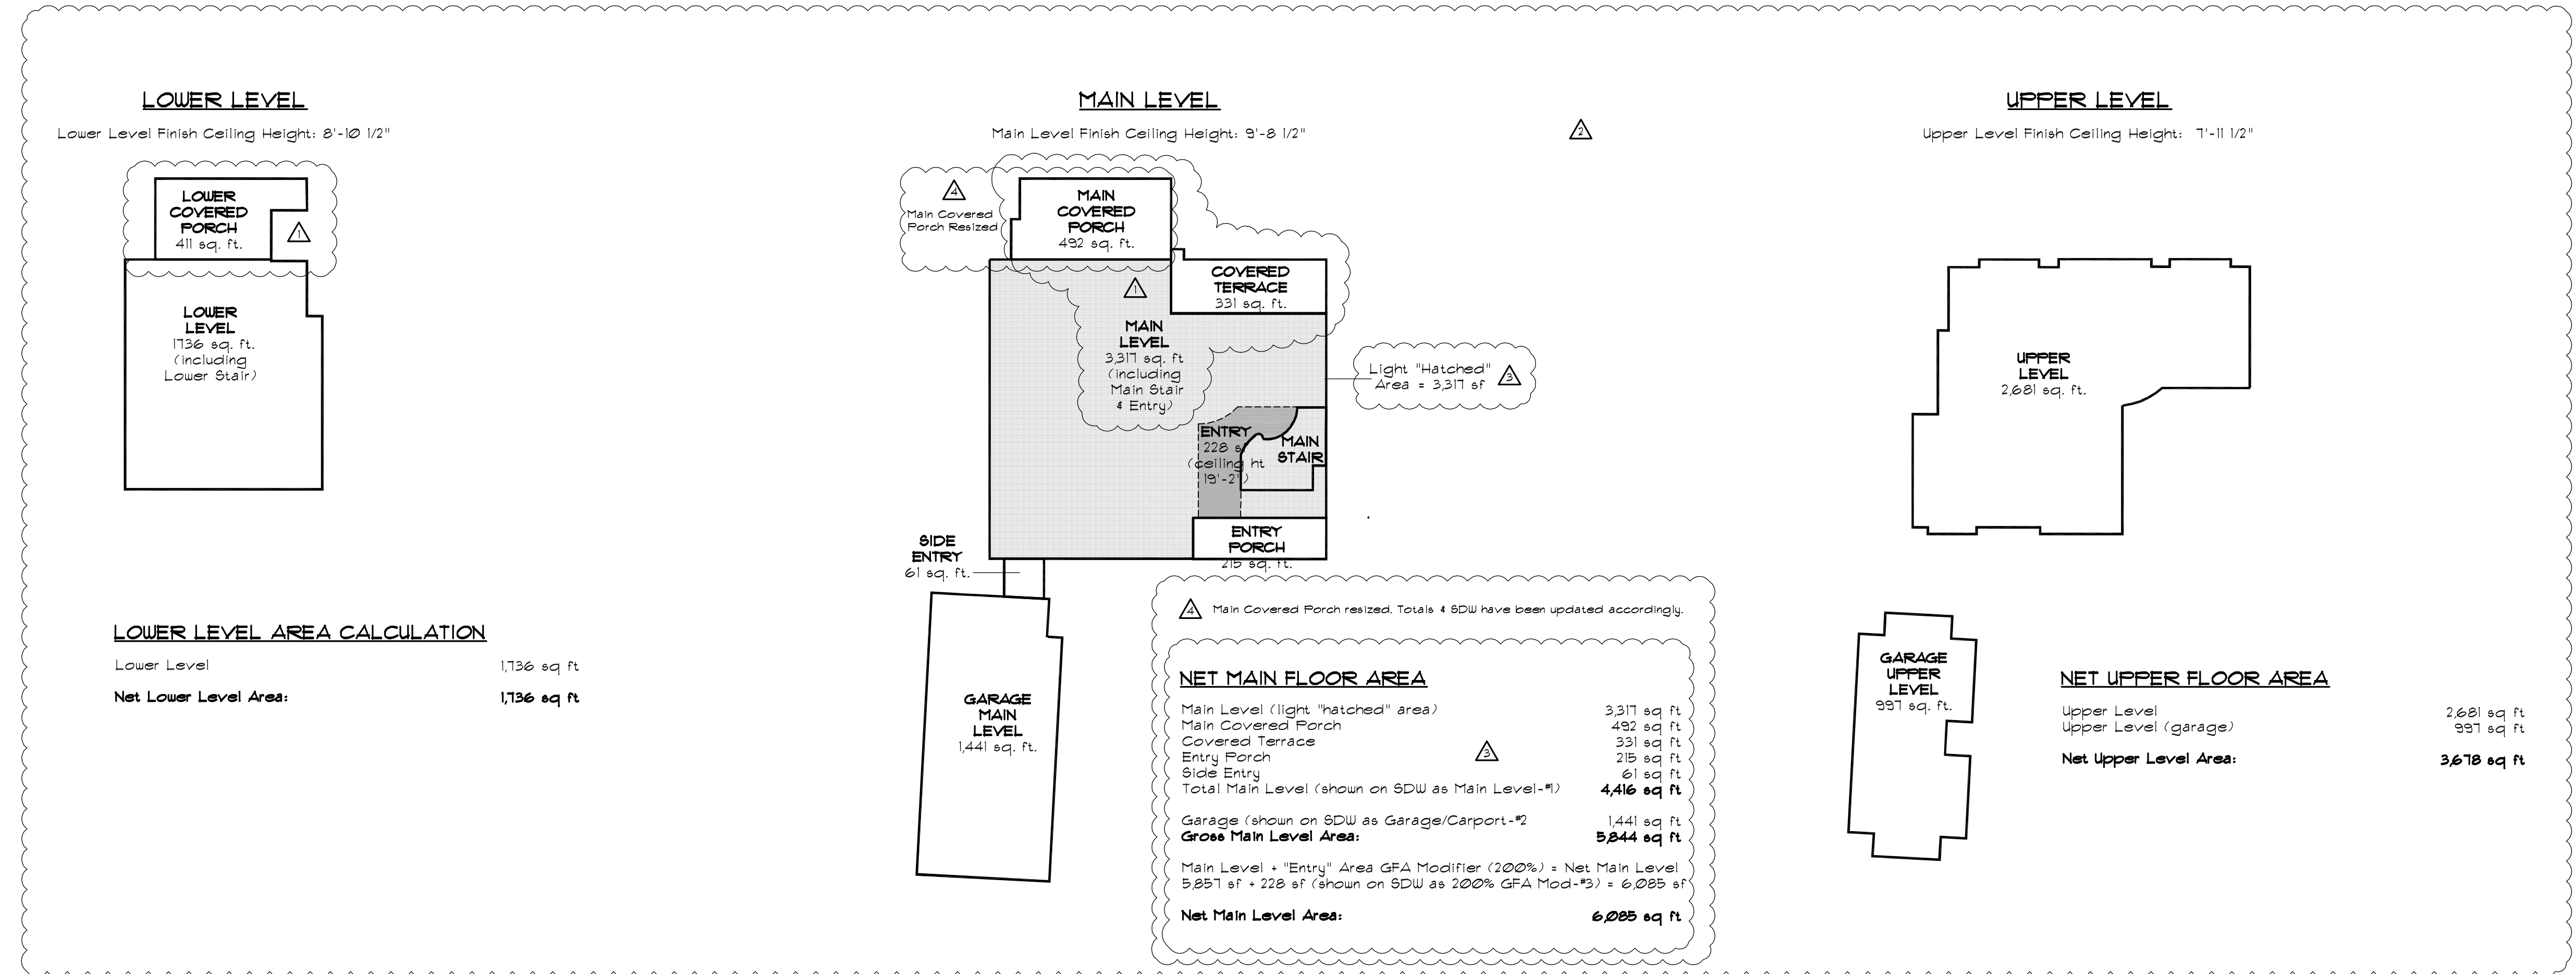 LOWER LEVEL
Lower Level Finish Ceiling Height: 8'-10 1/2"
LOWER
COVERED
PORCH
411 sq. ft.
1
LOWER
LEVEL
1736 sq. ft.
(including
Lower Stair)
LOWER LEVEL AREA CALCULATION
Lower Level 1,736 sq ft
Net Lower Level Area: 1,736 sq ft
MAIN LEVEL
Main Level Finish Ceiling Height: 9'-8 1/2"
2
4
Main Covered
Porch Resized
MAIN
COVERED
PORCH
492 sq. ft.
COVERED
TERRACE
331 sq. ft.
1
MAIN
LEVEL
3,317 sq. ft
(including
Main Stair
& Entry)
Light "Hatched"
Area = 3,317 sf
3
ENTRY
228 s
(ceiling ht
19'-2")
MAIN
STAIR
ENTRY
PORCH
215 sq. ft.
SIDE
ENTRY
61 sq. ft.
GARAGE
MAIN
LEVEL
1,441 sq. ft.
4 Main Covered Porch resized. Totals & SDW have been updated accordingly.
NET MAIN FLOOR AREA
Main Level (light "hatched" area) 3,317 sq ft
Main Covered Porch 492 sq ft
Covered Terrace 331 sq ft
3
Entry Porch 215 sq ft
Side Entry 61 sq ft
Total Main Level (shown on SDW as Main Level-#1) 4,416 sq ft
Garage (shown on SDW as Garage/Carport-#2 1,441 sq ft
Gross Main Level Area: 5,844 sq ft
Main Level + "Entry" Area GFA Modifier (200%) = Net Main Level
5,857 sf + 228 sf (shown on SDW as 200% GFA Mod-#3) = 6,085 sf
Net Main Level Area: 6,085 sq ft
UPPER LEVEL
Upper Level Finish Ceiling Height: 7'-11 1/2"
UPPER
LEVEL
2,681 sq. ft.
GARAGE
UPPER
LEVEL
997 sq. ft.
NET UPPER FLOOR AREA
Upper Level 2,681 sq ft
Upper Level (garage) 997 sq ft
Net Upper Level Area: 3,678 sq ft